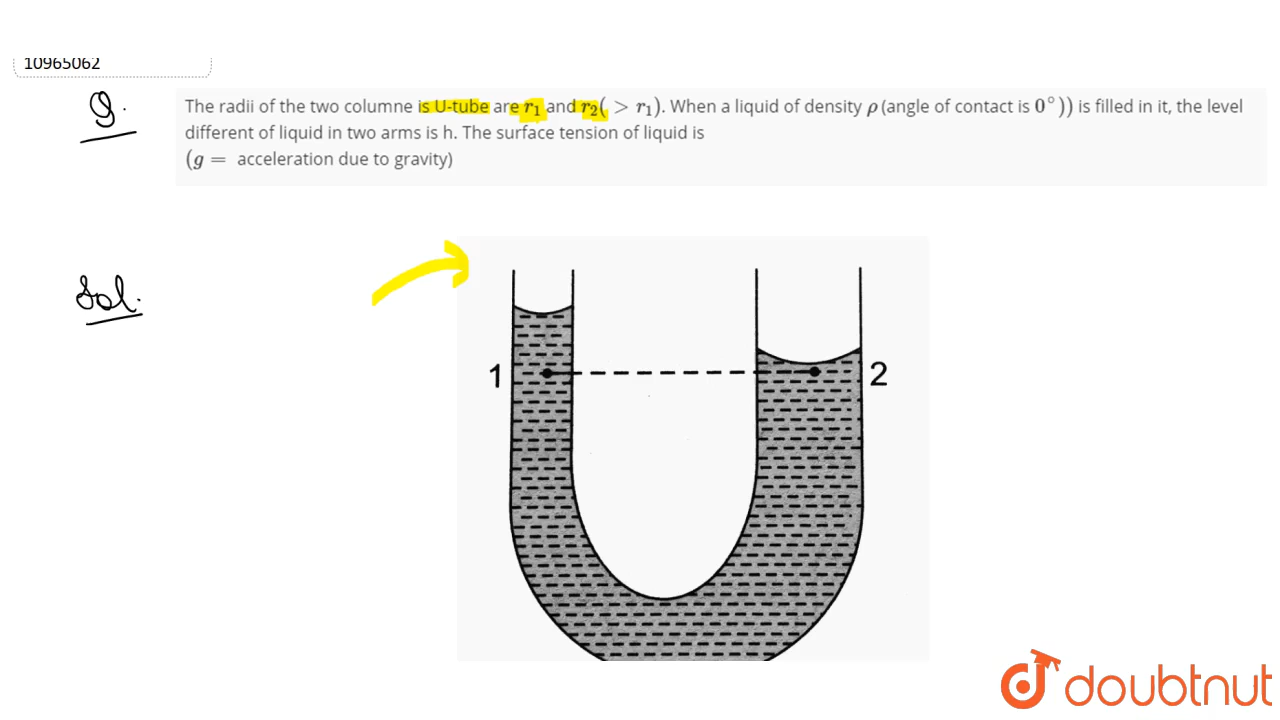 10965062
Q.
The radii of the two columne is U-tube are r₁ and r₂( > r₁). When a liquid of density ρ (angle of contact is 0°)) is filled in it, the level
different of liquid in two arms is h. The surface tension of liquid is
(g = acceleration due to gravity)
Sol.
1
2
doubtnut